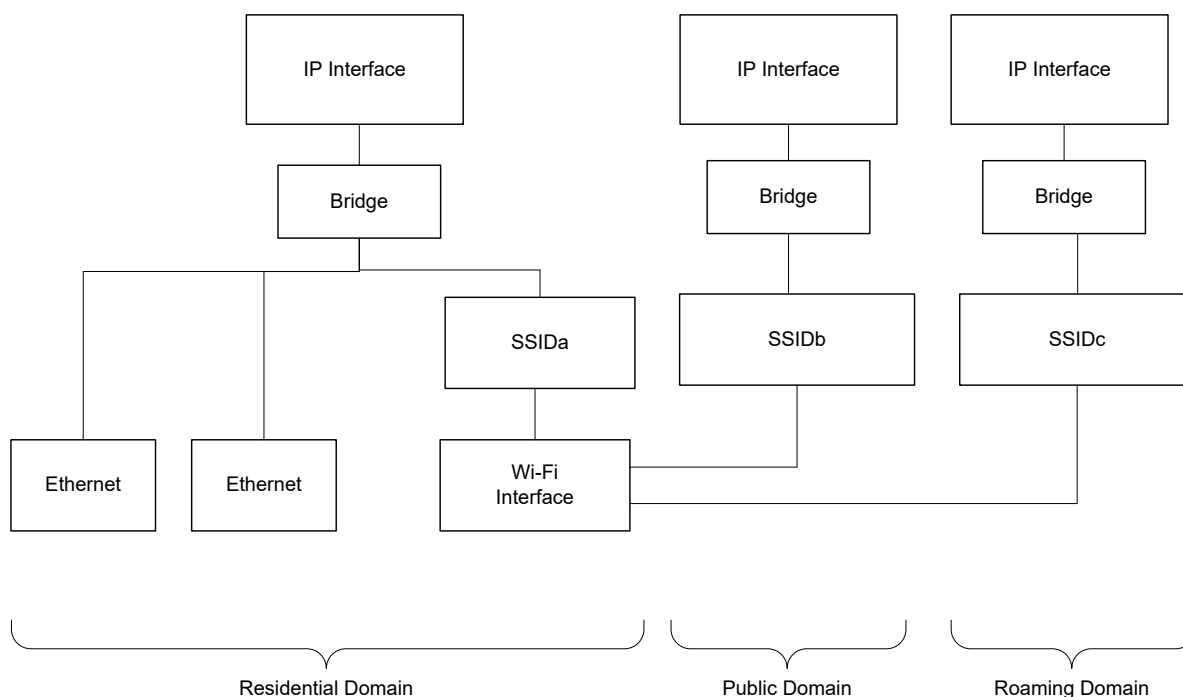 IP Interface
IP Interface
IP Interface
Bridge
Bridge
Bridge
SSIDa
SSIDb
SSIDc
Ethernet
Ethernet
Wi-Fi
Interface
Residential Domain
Public Domain
Roaming Domain